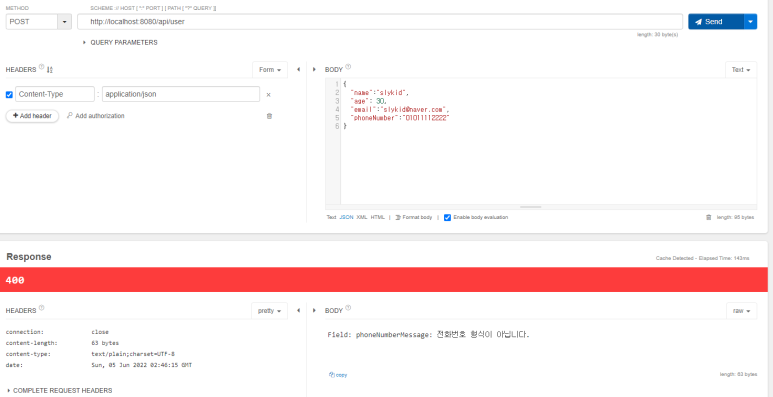 METHOD
SCHEME :// HOST [ ":" PORT ] [ PATH [ "?" QUERY ]]
POST
http://localhost:8080/api/user
Send
length: 30 byte(s)
QUERY PARAMETERS
HEADERS
Form
BODY
Text
Content-Type : application/json
Add header
Add authorization
1 {
2 "name":"slykid",
3 "age": 30,
4 "email":"slykid@naver.com",
5 "phoneNumber":"01011112222"
6 }
Text JSON XML HTML | Format body | Enable body evaluation
length: 95 bytes
Response
Cache Detected - Elapsed Time: 143ms
400
HEADERS
pretty
BODY
raw
connection: close
content-length: 63 bytes
content-type: text/plain;charset=UTF-8
date: Sun, 05 Jun 2022 02:46:15 GMT
COMPLETE REQUEST HEADERS
Field: phoneNumberMessage: 전화번호 형식이 아닙니다.
copy
length: 63 bytes